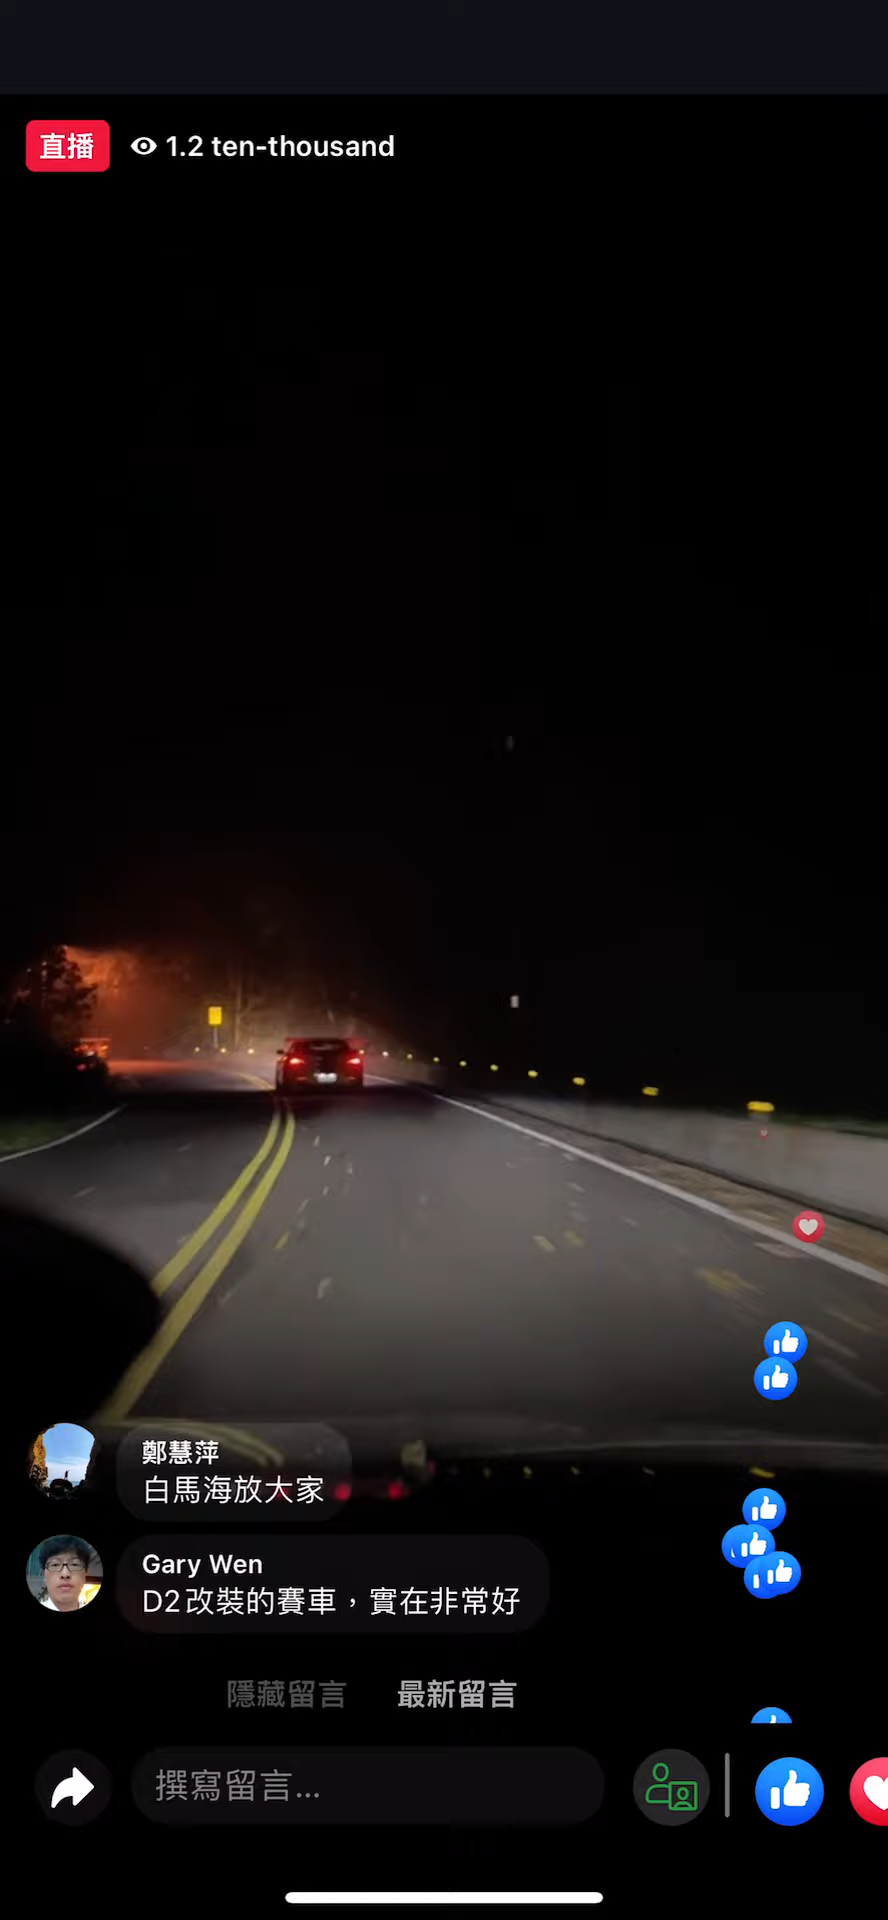 直播 1.2 ten-thousand
鄭慧萍
白馬海放大家
Gary Wen
D2改裝的賽車，實在非常好
隱藏留言 最新留言
撰寫留言...